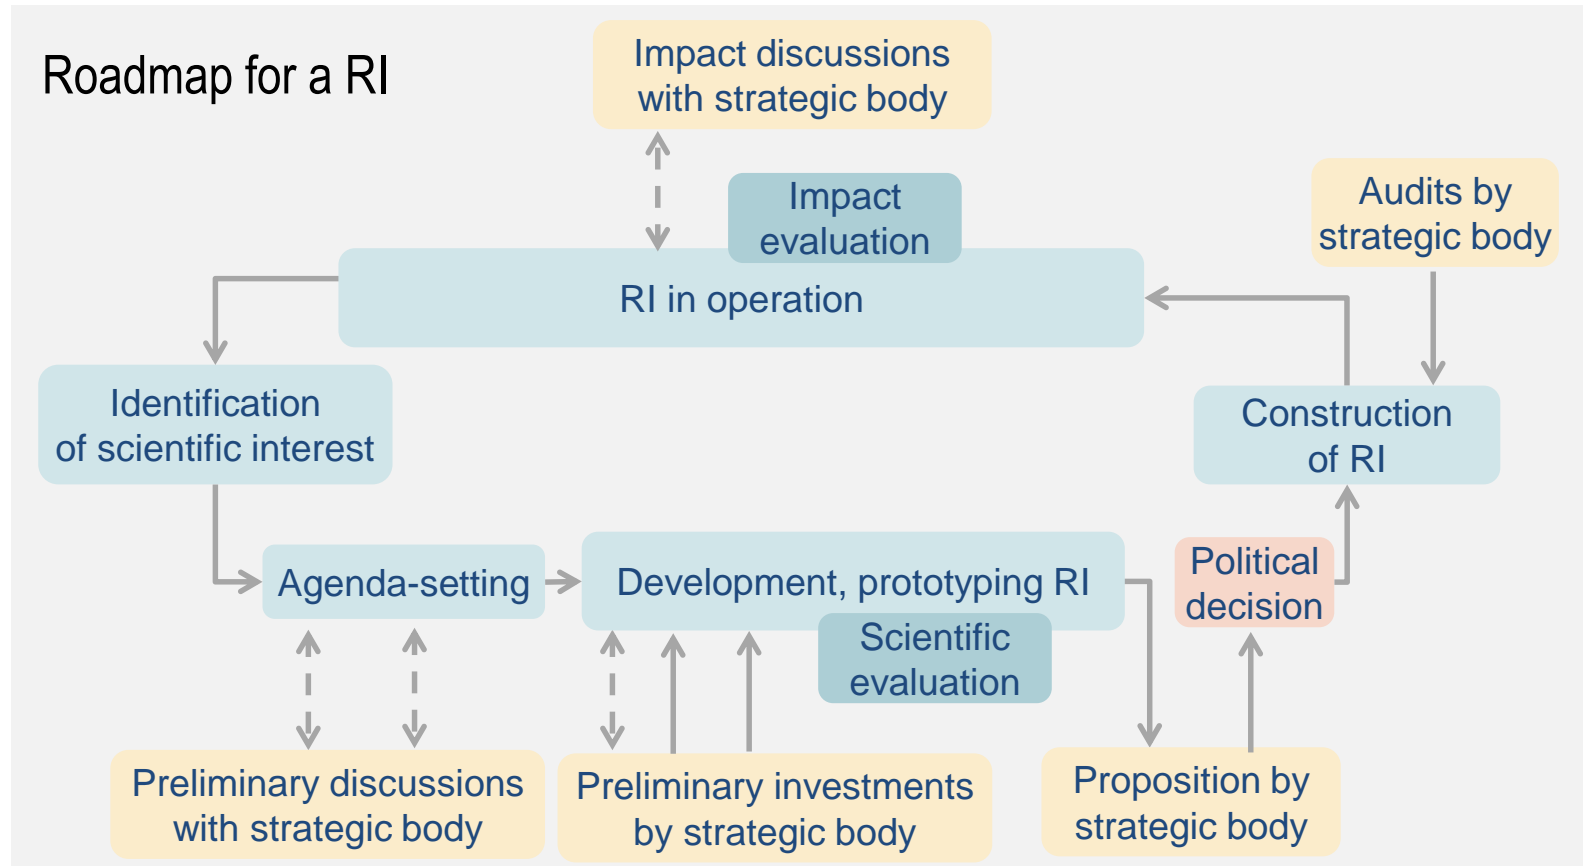 Roadmap for a RI
Impact discussions
with strategic body
Impact
evaluation
Audits by
strategic body
RI in operation
Identification
of scientific interest
Construction
of RI
Agenda-setting
Development, prototyping RI
Political
decision
Scientific
evaluation
Preliminary discussions
with strategic body
Preliminary investments
by strategic body
Proposition by
strategic body